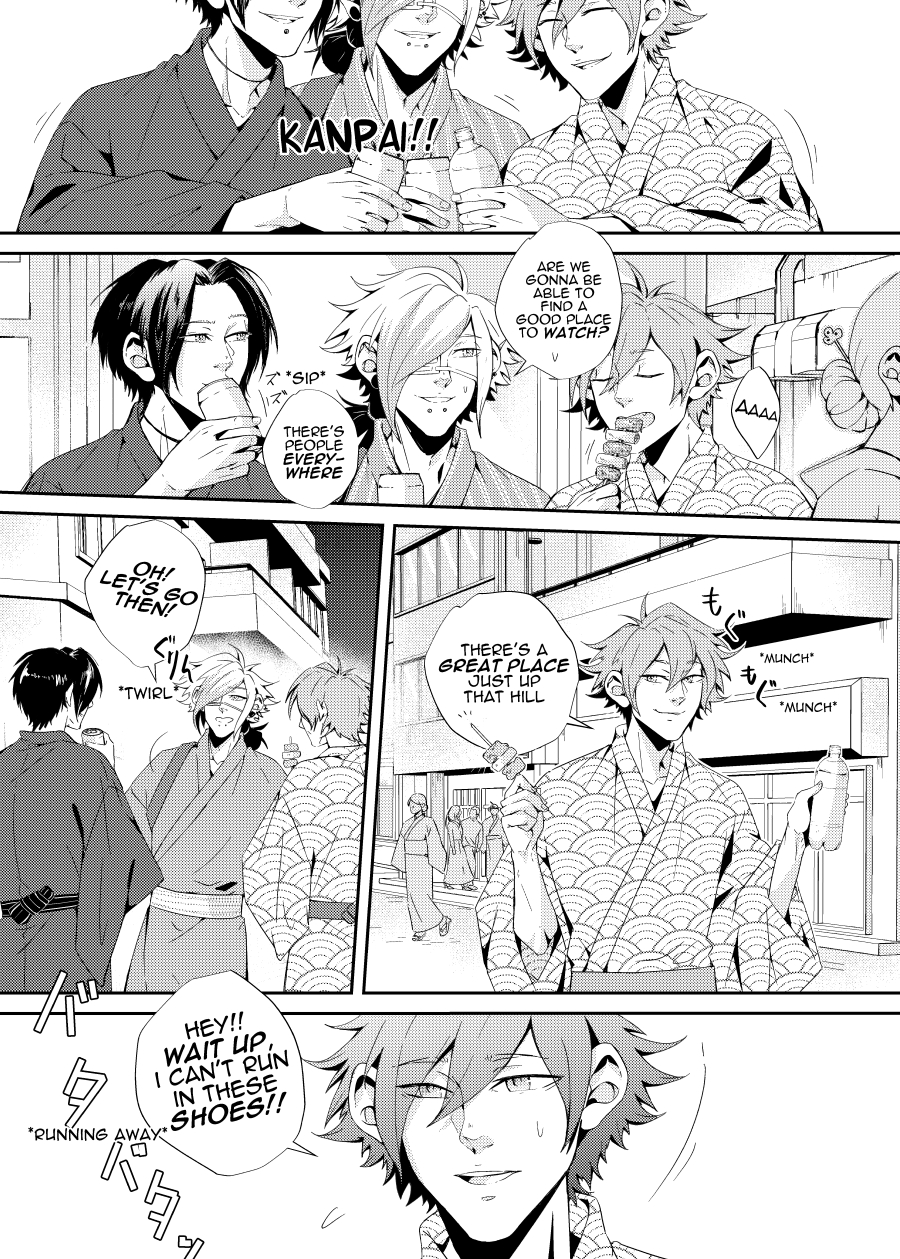 KANPAI!!
ARE WE
GONNA BE
ABLE TO
FIND A
GOOD PLACE
TO WATCH?
AAAA
ズ
ズ
*SIP*
THERE'S
PEOPLE
EVERY-
WHERE
もぐ
*MUNCH*
もぐ
*MUNCH*
THERE'S A
GREAT PLACE
JUST UP
THAT HILL
OH!
LET'S GO
THEN!
ぐりん
*TWIRL*
HEY!!
WAIT UP,
I CAN'T RUN
IN THESE
SHOES!!
バタバタ
*RUNNING AWAY*